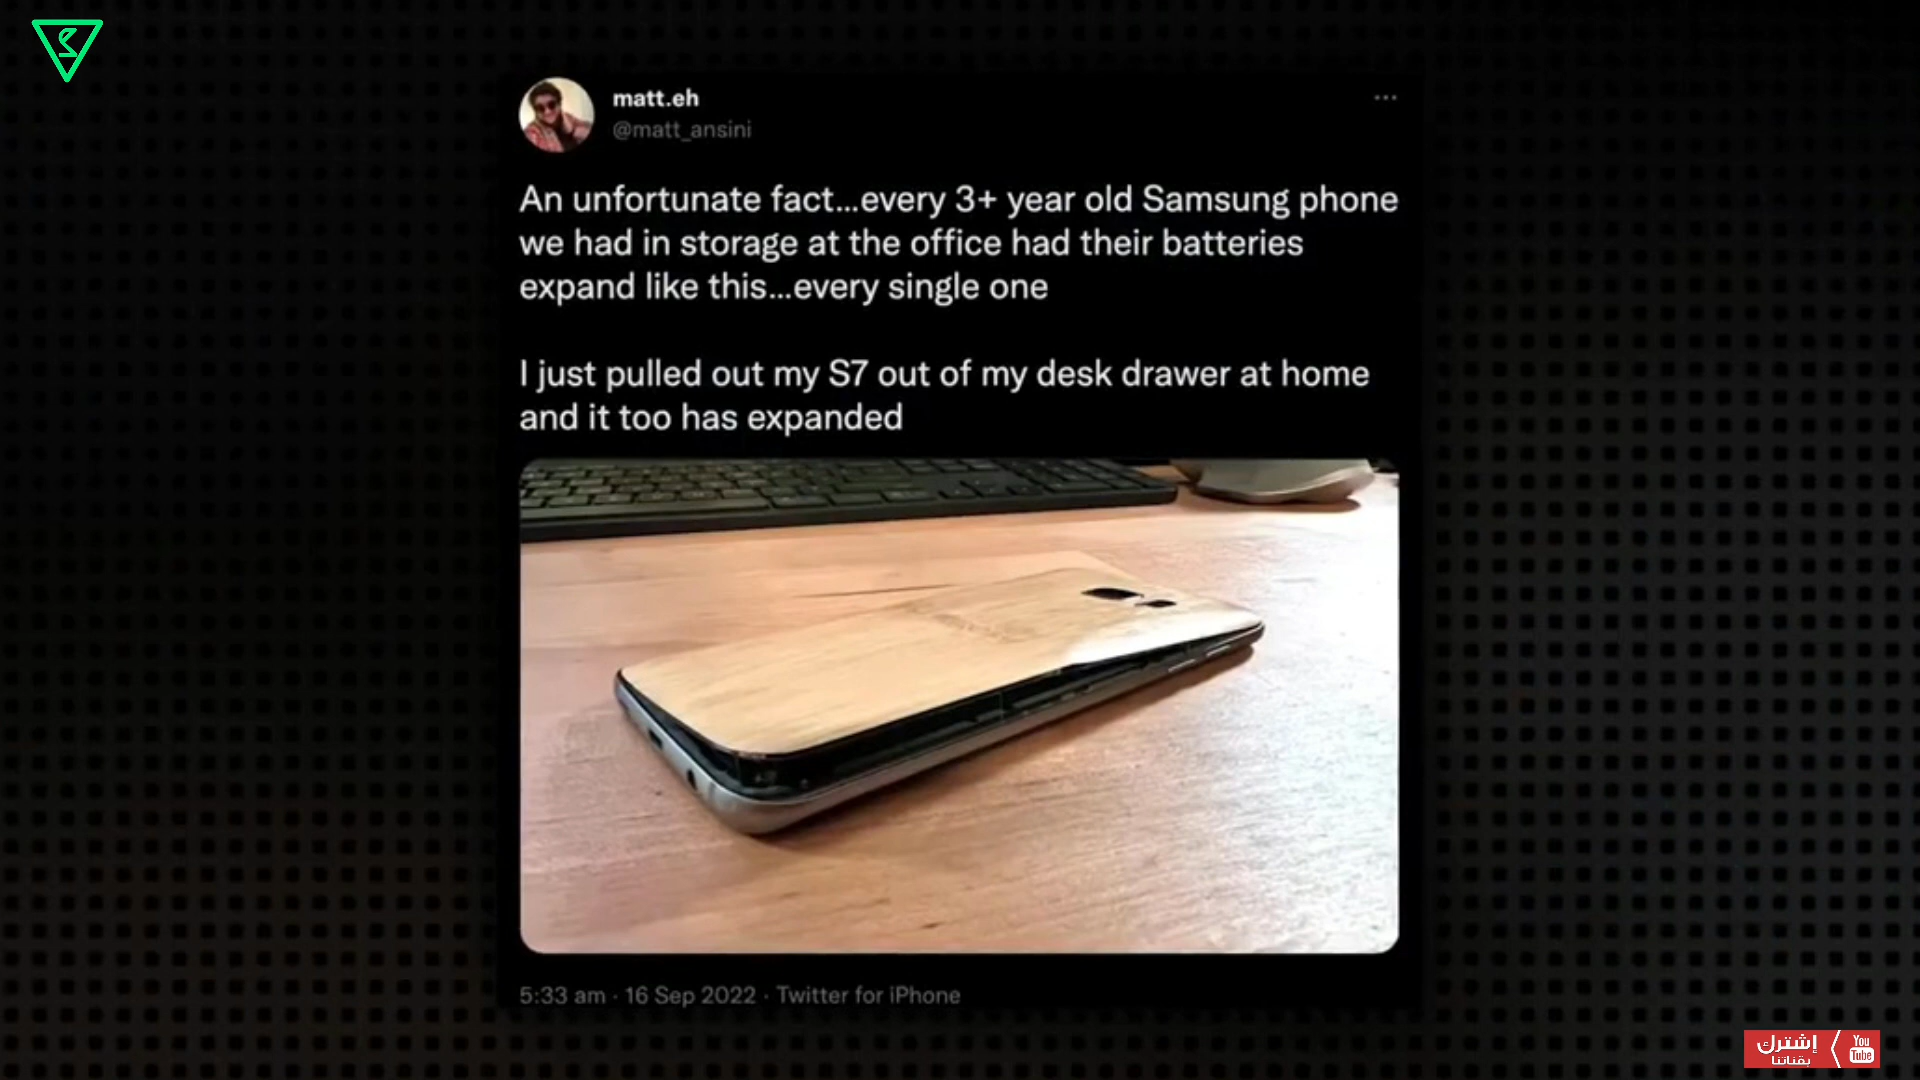 matt.eh
@matt_ansini
An unfortunate fact...every 3+ year old Samsung phone
we had in storage at the office had their batteries
expand like this...every single one
I just pulled out my S7 out of my desk drawer at home
and it too has expanded
5:33 am · 16 Sep 2022 · Twitter for iPhone
إشترك
بقناتنا
You
Tube